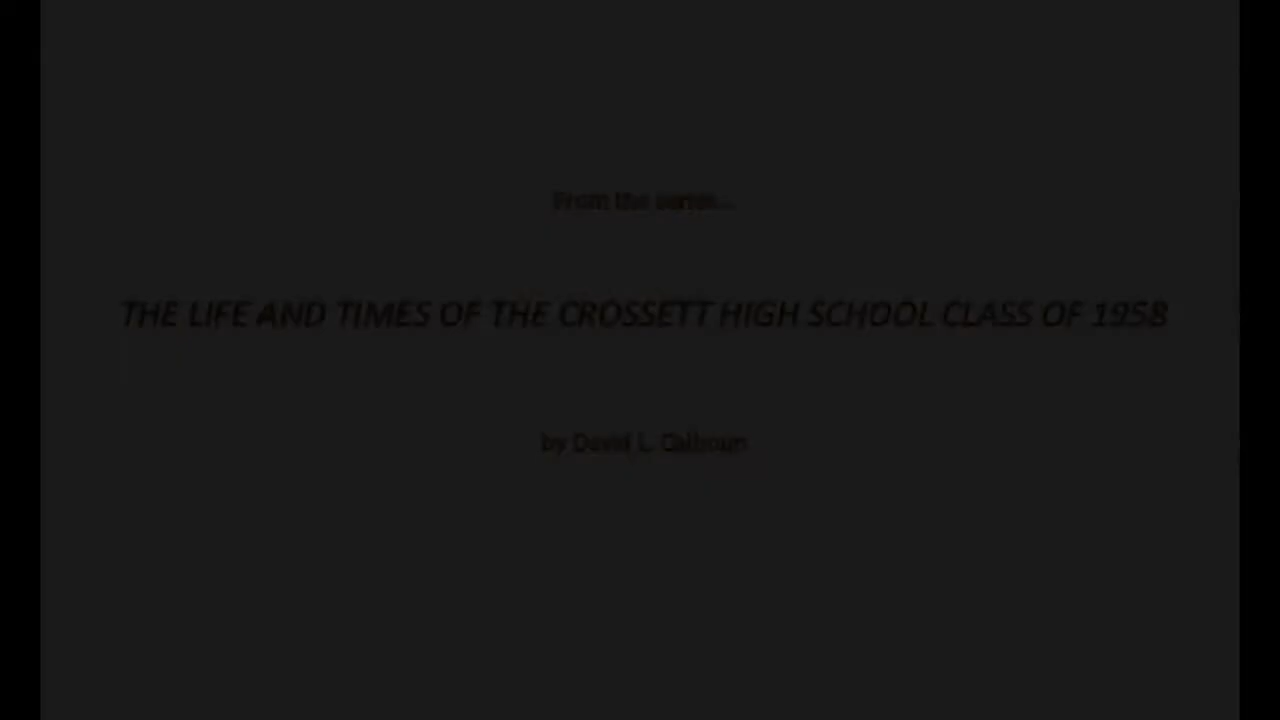 From the series...
THE LIFE AND TIMES OF THE CROSSETT HIGH SCHOOL CLASS OF 1958
by David L. Calhoun